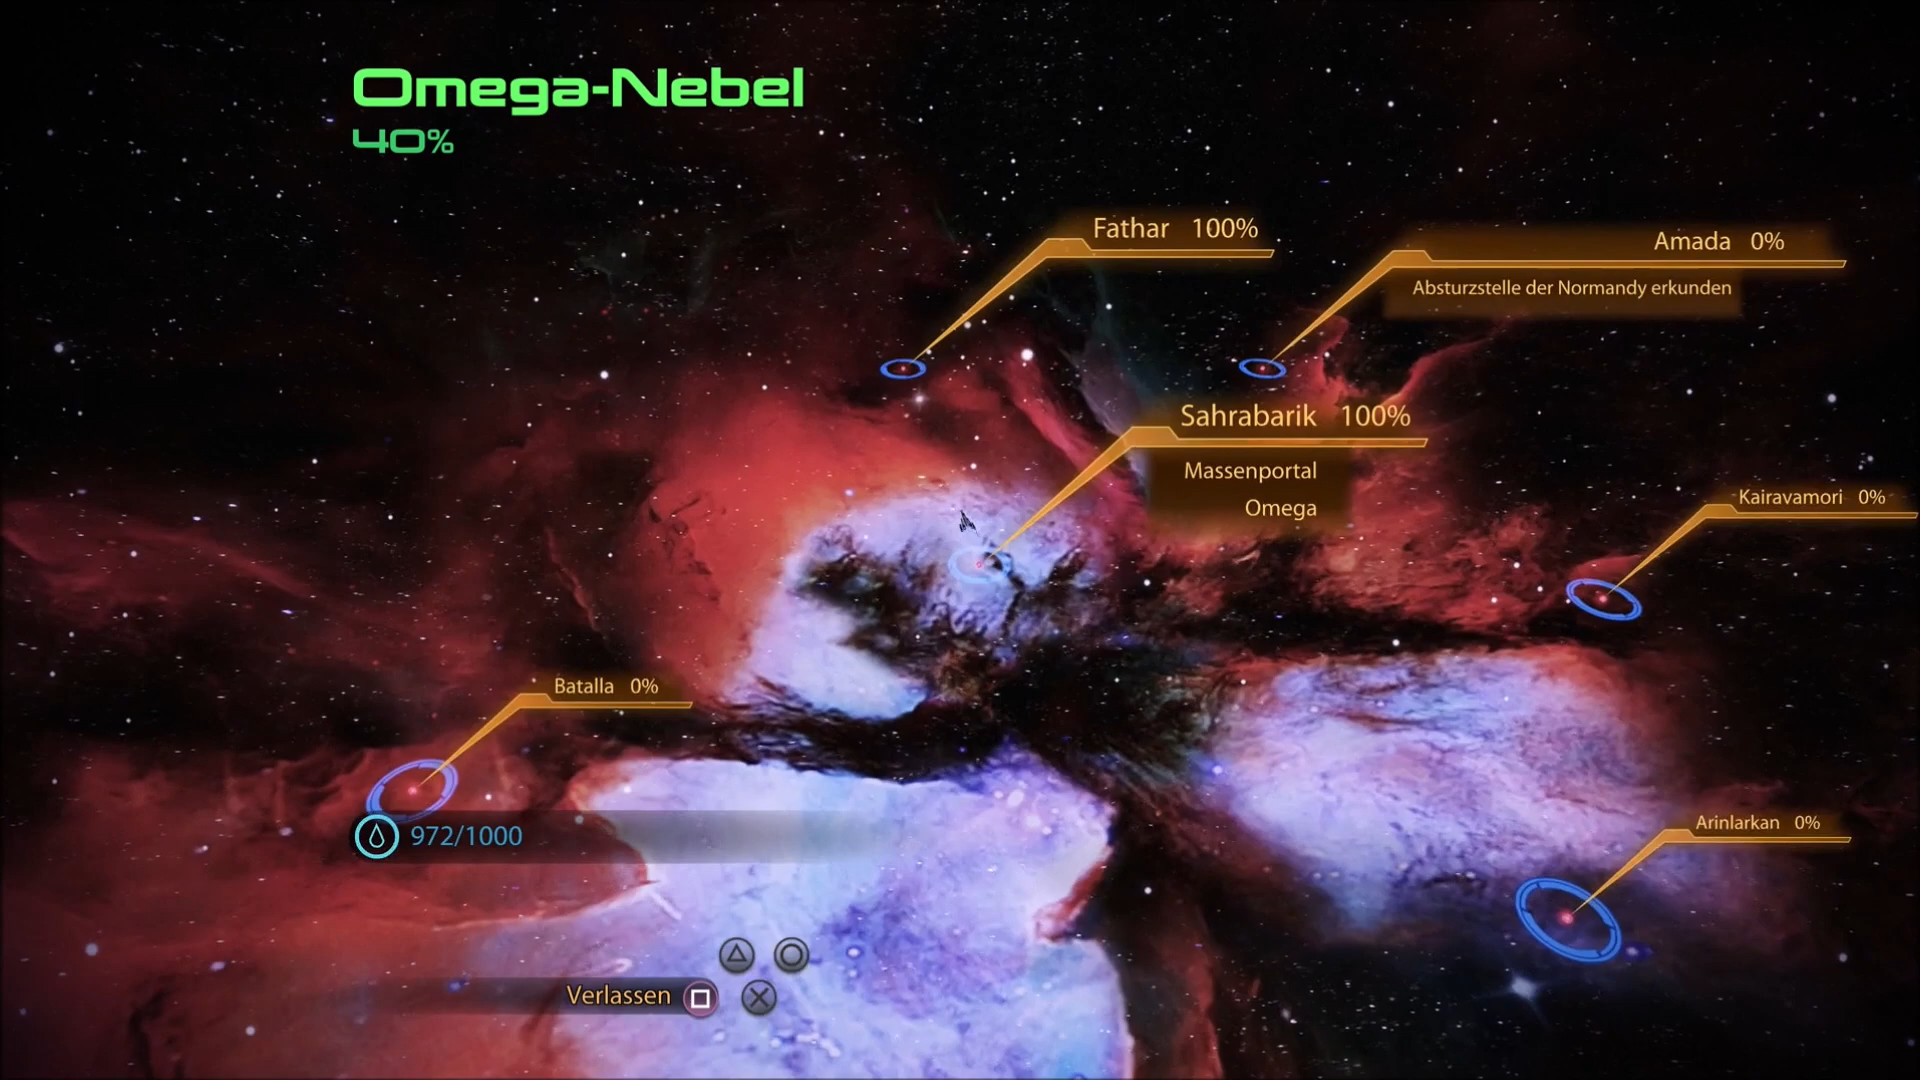 Omega-Nebel
40%
Fathar 100%
Amada 0%
Absturzstelle der Normandy erkunden
Sahrabarik 100%
Massenportal
Omega
Kairavamori 0%
Batalla 0%
972/1000
Arinlarkan 0%
Verlassen